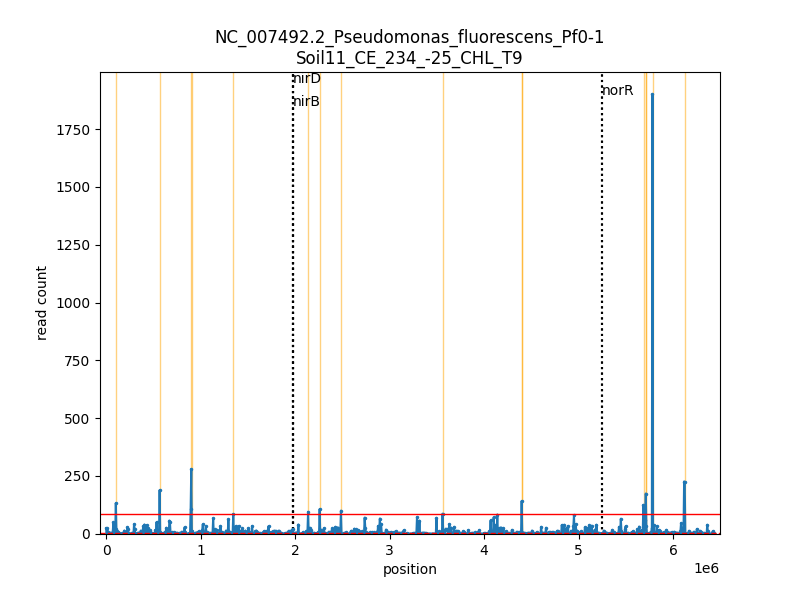 NC_007492.2_Pseudomonas_fluorescens_Pf0-1
Soil11_CE_234_-25_CHL_T9
nirD
nirB
norR
1750
1500
1250
1000
750
500
250
0
read count
0 1 2 3 4 5 6
1e6
position